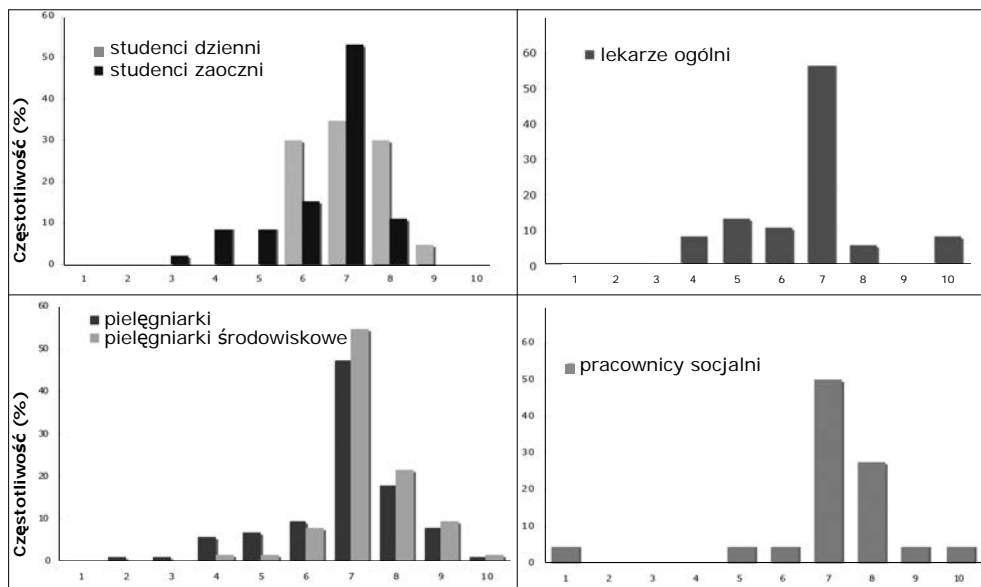 60
50
40
30
20
10
0
Częstotliwość (%)
studenci dzienni
studenci zaoczni
1 2 3 4 5 6 7 8 9 10
60
50
40
30
20
10
0
lekarze ogólni
1 2 3 4 5 6 7 8 9 10
60
50
40
30
20
10
0
Częstotliwość (%)
pielęgniarki
pielęgniarki środowiskowe
1 2 3 4 5 6 7 8 9 10
60
50
40
30
20
10
0
pracownicy socjalni
1 2 3 4 5 6 7 8 9 10